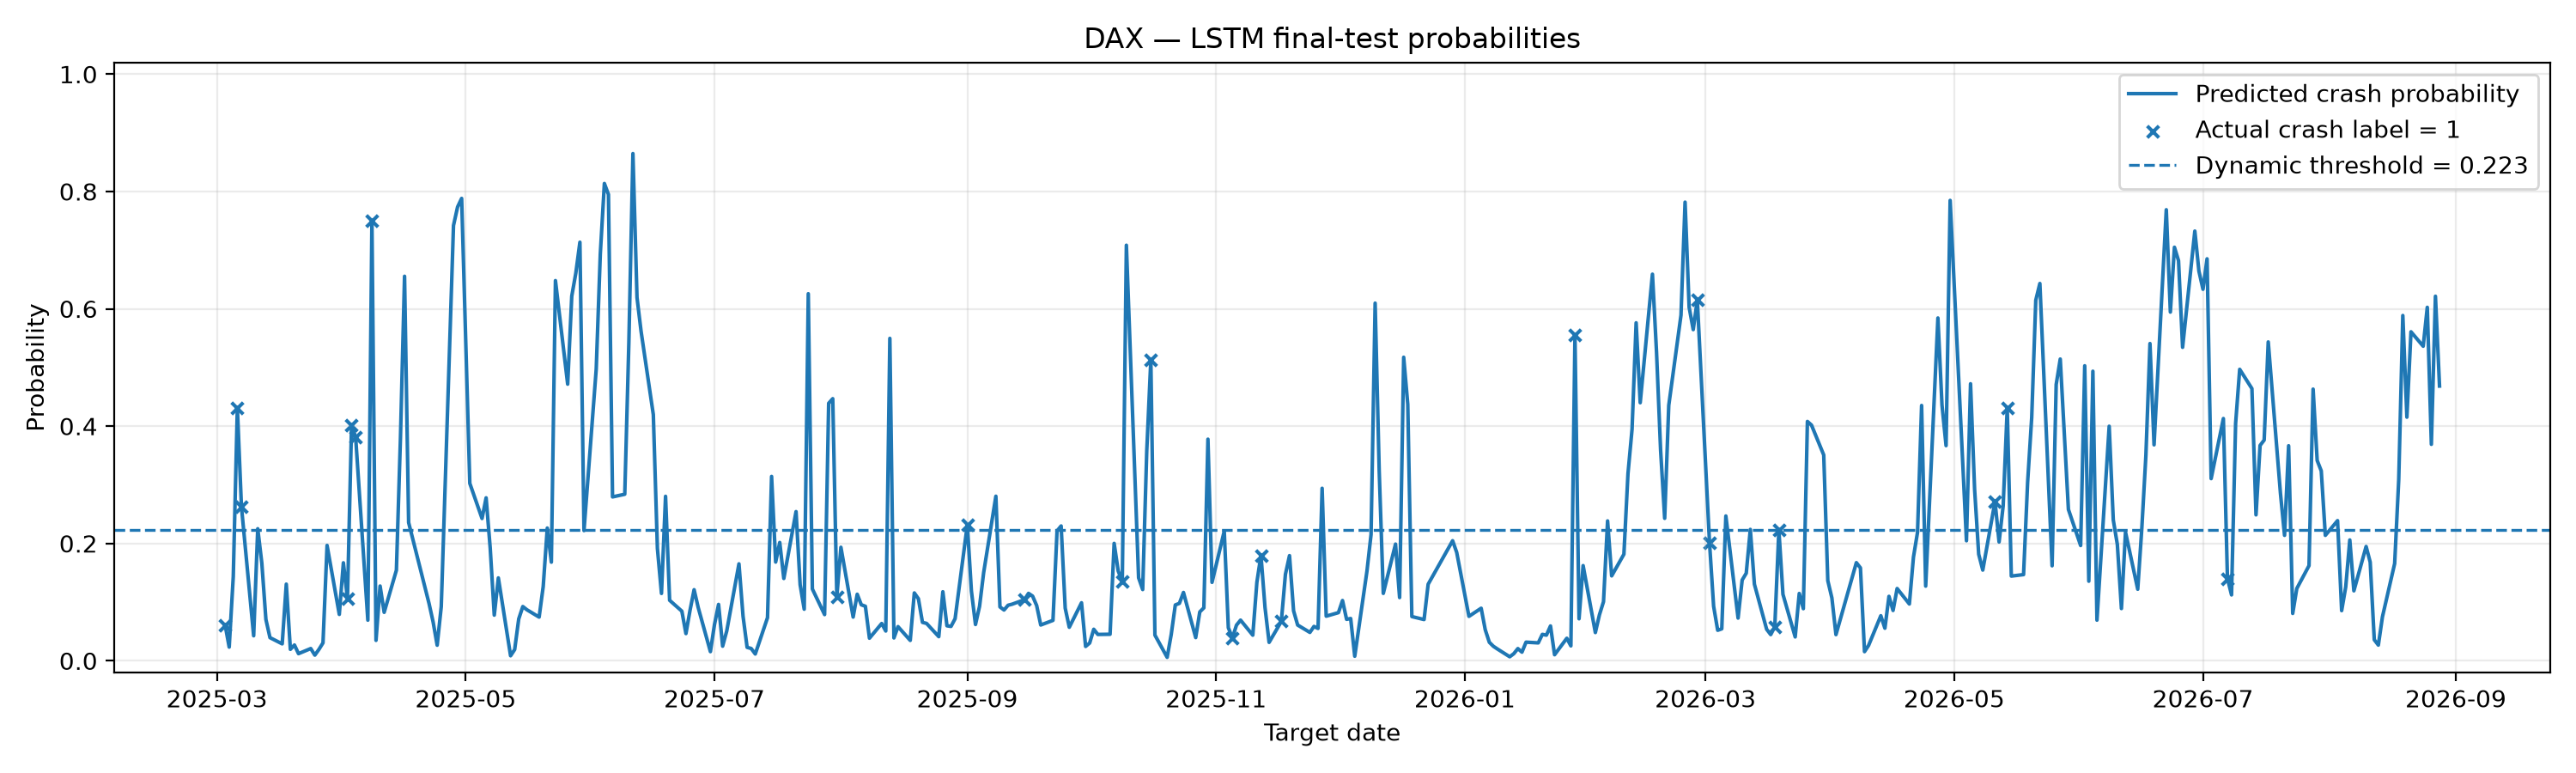 DAX — LSTM final-test probabilities
1.0
0.8
0.6
0.4
0.2
0.0
Probability
Predicted crash probability
Actual crash label = 1
Dynamic threshold = 0.223
2025-03 2025-05 2025-07 2025-09 2025-11 2026-01 2026-03 2026-05 2026-07 2026-09
Target date